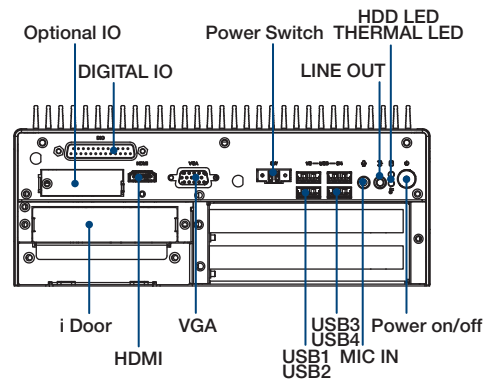 HDD LED
Optional IO Power Switch THERMAL LED
DIGITAL IO LINE OUT
DIO
HDMI VGA
i Door VGA USB3 Power on/off
USB4
HDMI USB1 MIC IN
USB2